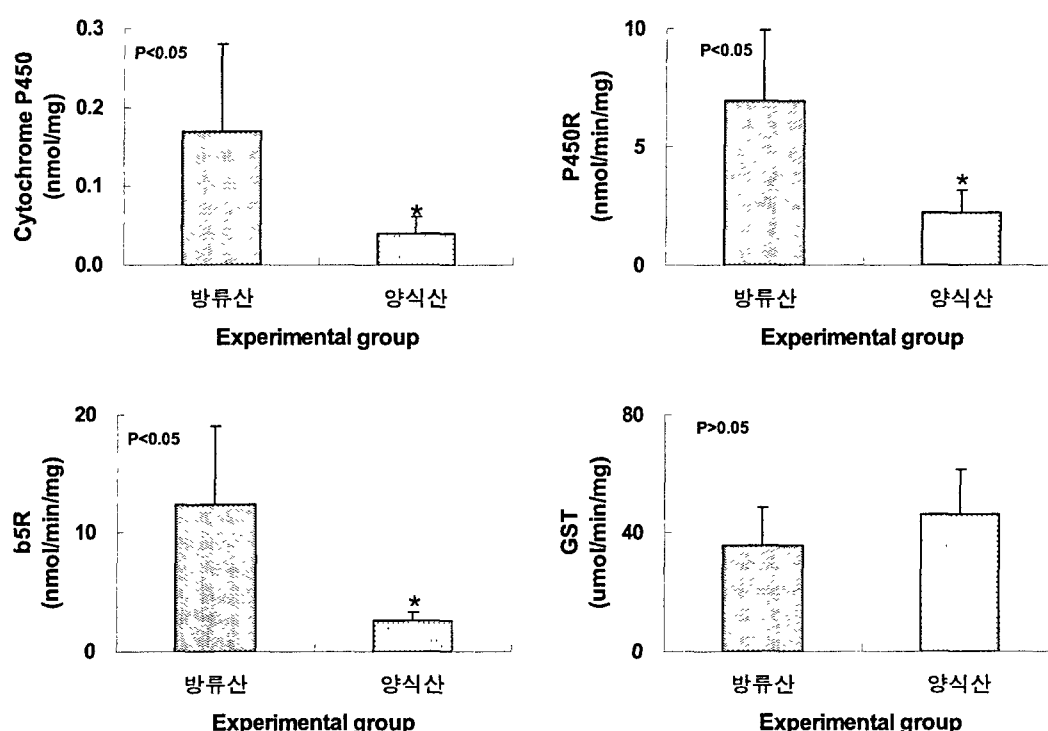 Cytochrome P450
(nmol/mg)
0.3
0.2
0.1
0.0
P<0.05
*
방류산
양식산
Experimental group
P450R
(nmol/min/mg)
10
5
0
P<0.05
*
방류산
양식산
Experimental group
b5R
(nmol/min/mg)
20
10
0
P<0.05
*
방류산
양식산
Experimental group
GST
(umol/min/mg)
80
40
0
P>0.05
방류산
양식산
Experimental group